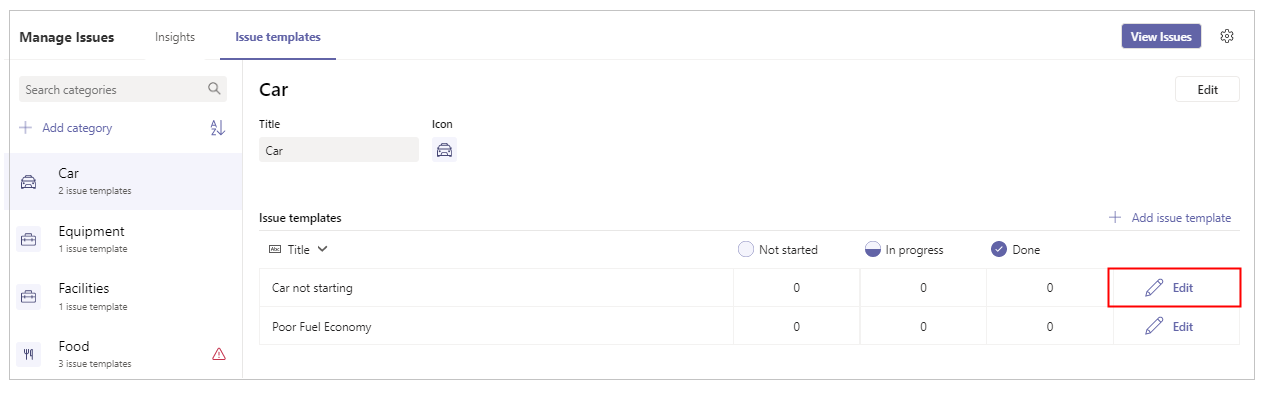 Manage Issues Insights Issue templates View Issues
Search categories
Add category
Car
2 issue templates
Equipment
1 issue template
Facilities
1 issue template
Food
3 issue templates
Car Edit
Title Icon
Car
Issue templates Add issue template
Abc Title Not started In progress Done
Car not starting 0 0 0 Edit
Poor Fuel Economy 0 0 0 Edit